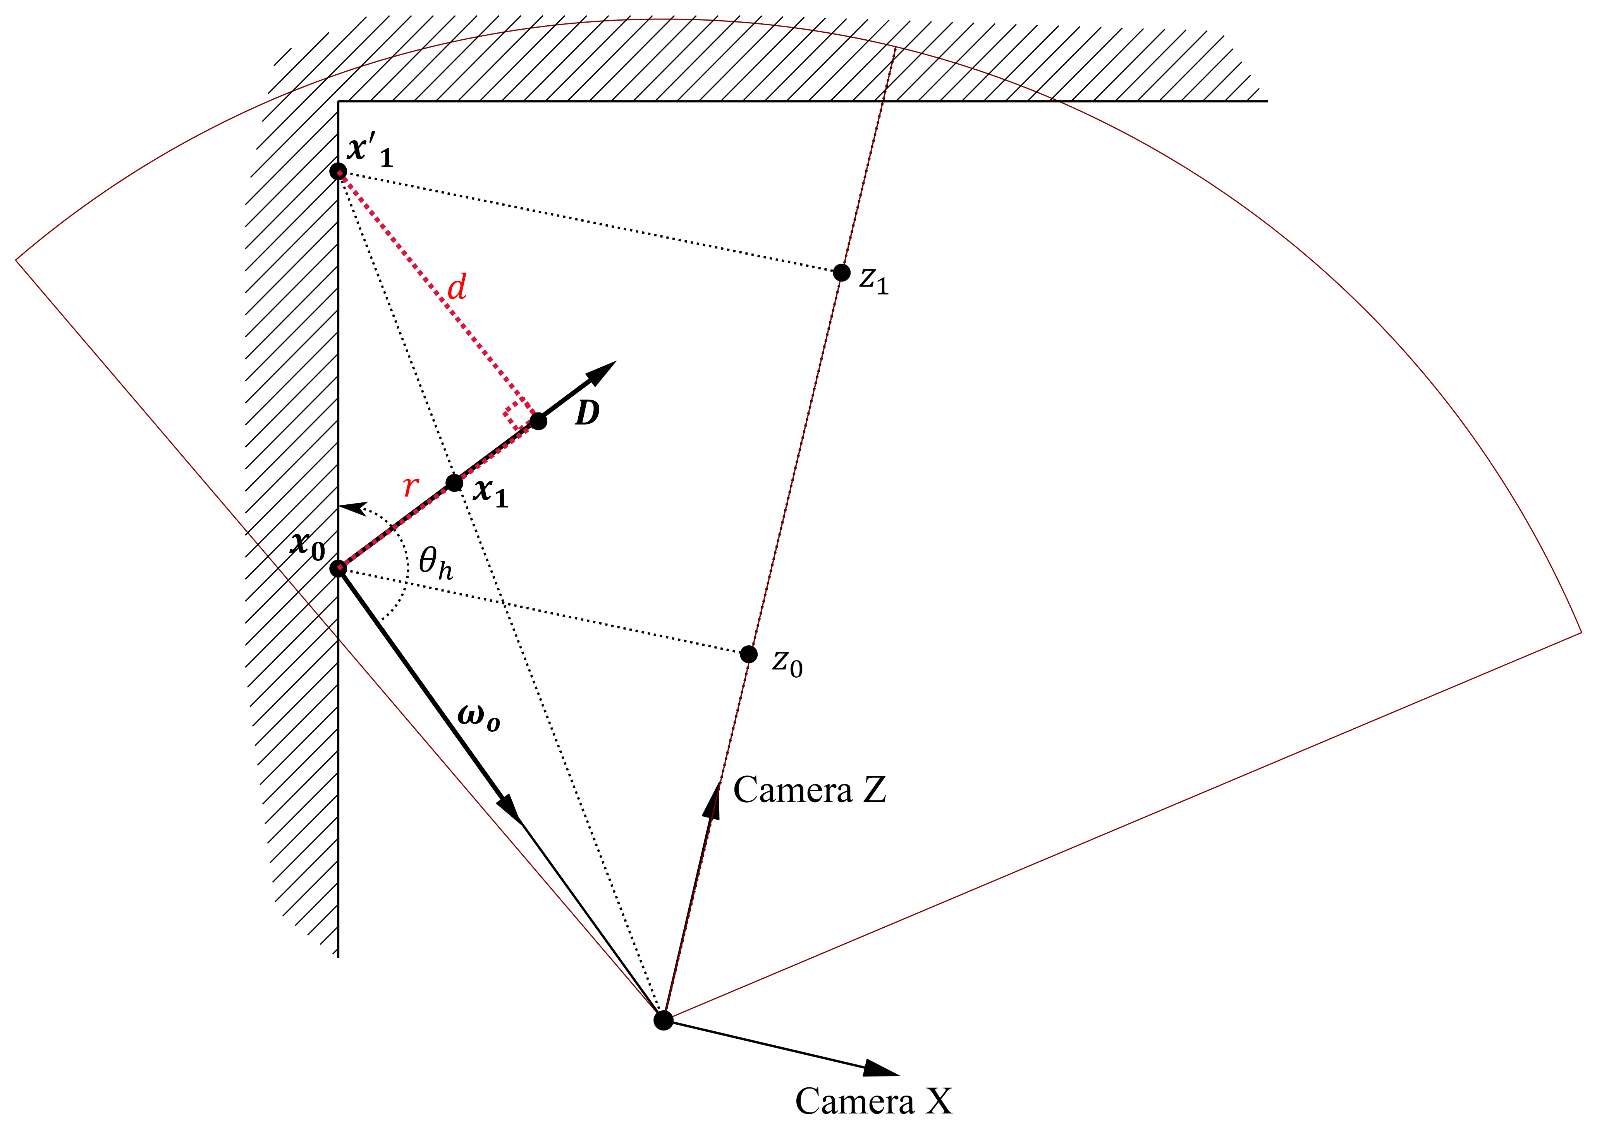 x′₁
d
z₁
D
r
x₁
x₀
θₕ
z₀
ωₒ
Camera Z
Camera X